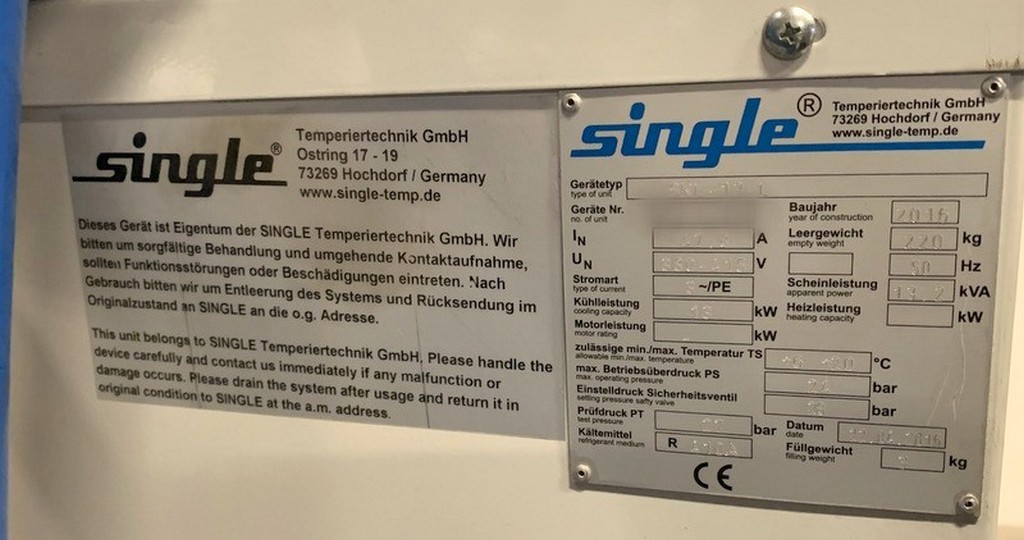 single®
Temperiertechnik GmbH
Ostring 17 - 19
73269 Hochdorf / Germany
www.single-temp.de
Dieses Gerät ist Eigentum der SINGLE Temperiertechnik GmbH. Wir
bitten um sorgfältige Behandlung und umgehende Kontaktaufnahme,
sollten Funktionsstörungen oder Beschädigungen eintreten. Nach
Gebrauch bitten wir um Entleerung des Systems und Rücksendung im
Originalzustand an SINGLE an die o.g. Adresse.
This unit belongs to SINGLE Temperiertechnik GmbH. Please handle the
device carefully and contact us immediately if any malfunction or
damage occurs. Please drain the system after usage and return it in
original condition to SINGLE at the a.m. address.
single®
Temperiertechnik GmbH
73269 Hochdorf / Germany
www.single-temp.de
Gerätetyp
type of unit
Geräte Nr.
no. of unit
IN A
UN V
Stromart ~/PE
type of current
Kühlleistung kW
cooling capacity
Motorleistung kW
motor rating
Baujahr 2016
year of construction
Leergewicht 220 kg
empty weight
50 Hz
Scheinleistung 13,2 kVA
apparent power
Heizleistung kW
heating capacity
zulässige min./max. Temperatur TS °C
allowable min./max. temperature
max. Betriebsüberdruck PS bar
max. operating pressure
Einstelldruck Sicherheitsventil bar
setting pressure safty valve
Prüfdruck PT bar
test pressure
Kältemittel R 410A
refrigerant medium
Datum
date
Füllgewicht kg
filling weight
CE